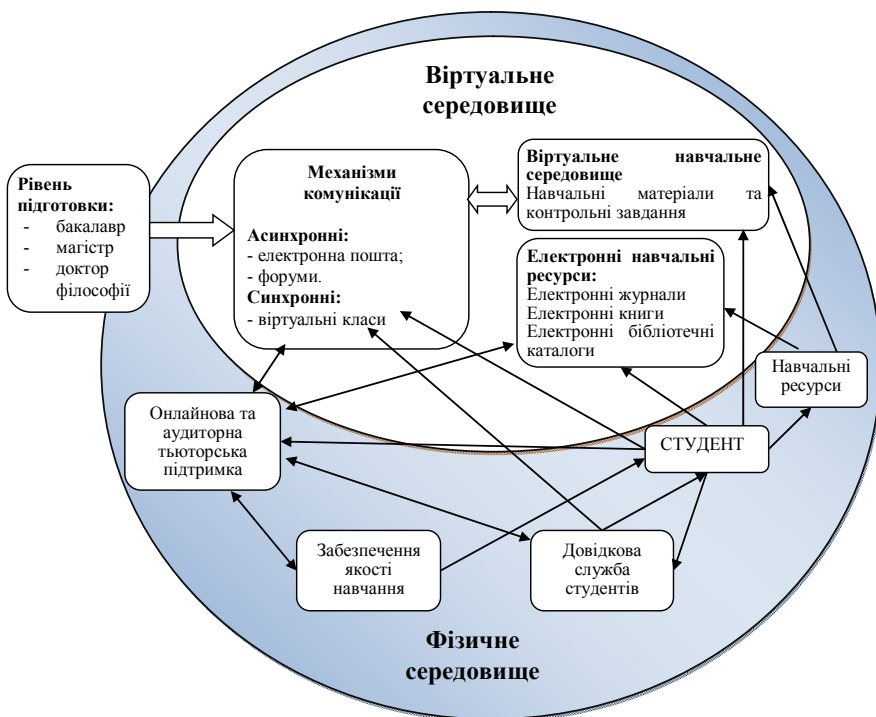 Віртуальне
середовище
Рівень
підготовки:
- бакалавр
- магістр
- доктор
філософії
Механізми
комунікації
Асинхронні:
- електронна пошта;
- форуми.
Синхронні:
- віртуальні класи
Віртуальне навчальне
середовище
Навчальні матеріали та
контрольні завдання
Електронні навчальні
ресурси:
Електронні журнали
Електронні книги
Електронні бібліотечні
каталоги
Навчальні
ресурси
Онлайнова та
аудиторна
тьюторська
підтримка
СТУДЕНТ
Забезпечення
якості
навчання
Довідкова
служба
студентів
Фізичне
середовище